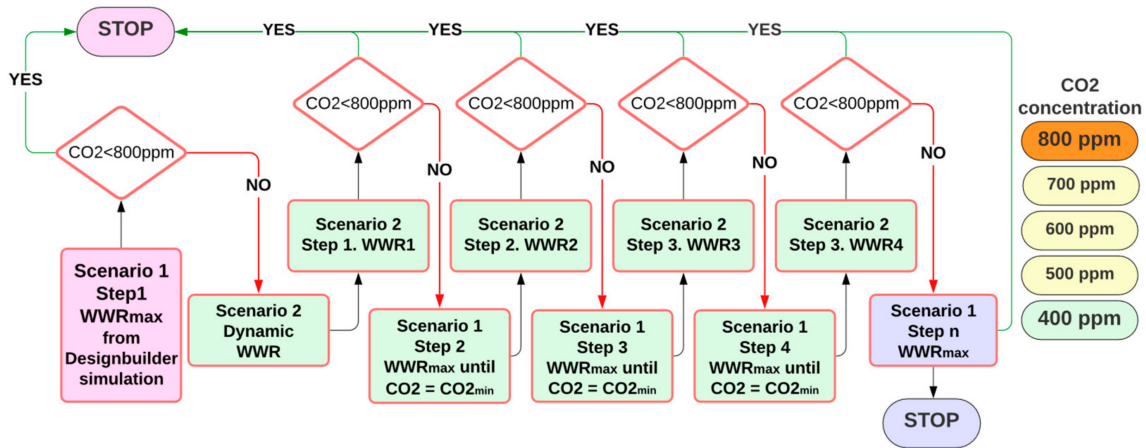 STOP
YES
YES
YES
YES
YES
CO2<800ppm
NO
CO2<800ppm
NO
CO2<800ppm
NO
CO2<800ppm
NO
CO2<800ppm
NO
Scenario 1
Step1
WWRmax
from
Designbuilder
simulation
Scenario 2
Dynamic
WWR
Scenario 2
Step 1. WWR1
Scenario 1
Step 2
WWRmax until
CO2 = CO2min
Scenario 2
Step 2. WWR2
Scenario 1
Step 3
WWRmax until
CO2 = CO2min
Scenario 2
Step 3. WWR3
Scenario 1
Step 4
WWRmax until
CO2 = CO2min
Scenario 2
Step 3. WWR4
Scenario 1
Step n
WWRmax
STOP
CO2
concentration
800 ppm
700 ppm
600 ppm
500 ppm
400 ppm